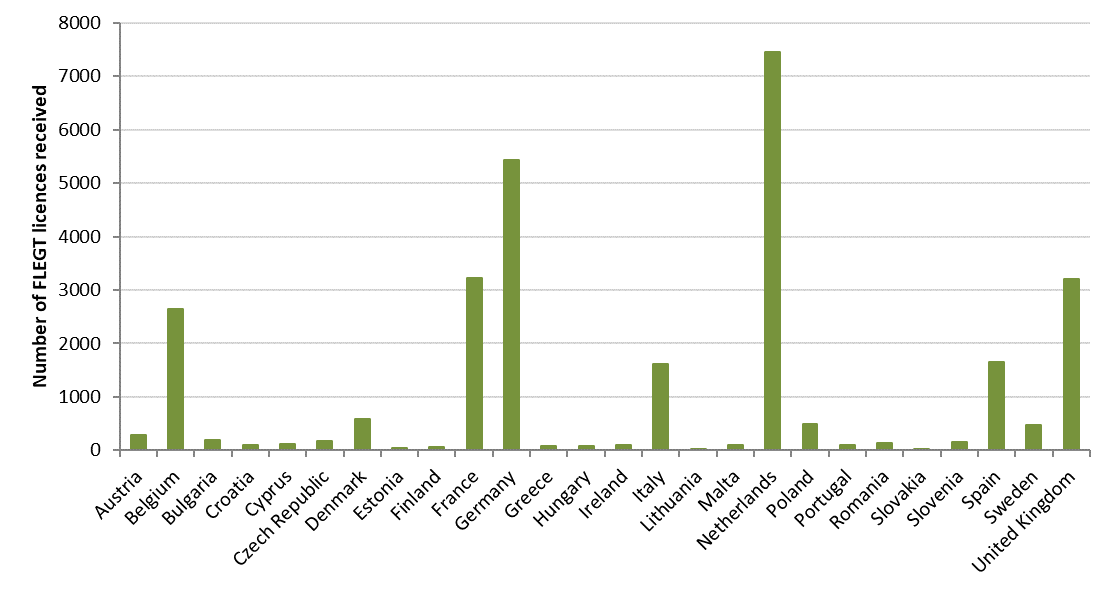 Number of FLEGT licences received
8000
7000
6000
5000
4000
3000
2000
1000
0
Austria
Belgium
Bulgaria
Croatia
Cyprus
Czech Republic
Denmark
Estonia
Finland
France
Germany
Greece
Hungary
Ireland
Italy
Lithuania
Malta
Netherlands
Poland
Portugal
Romania
Slovakia
Slovenia
Spain
Sweden
United Kingdom